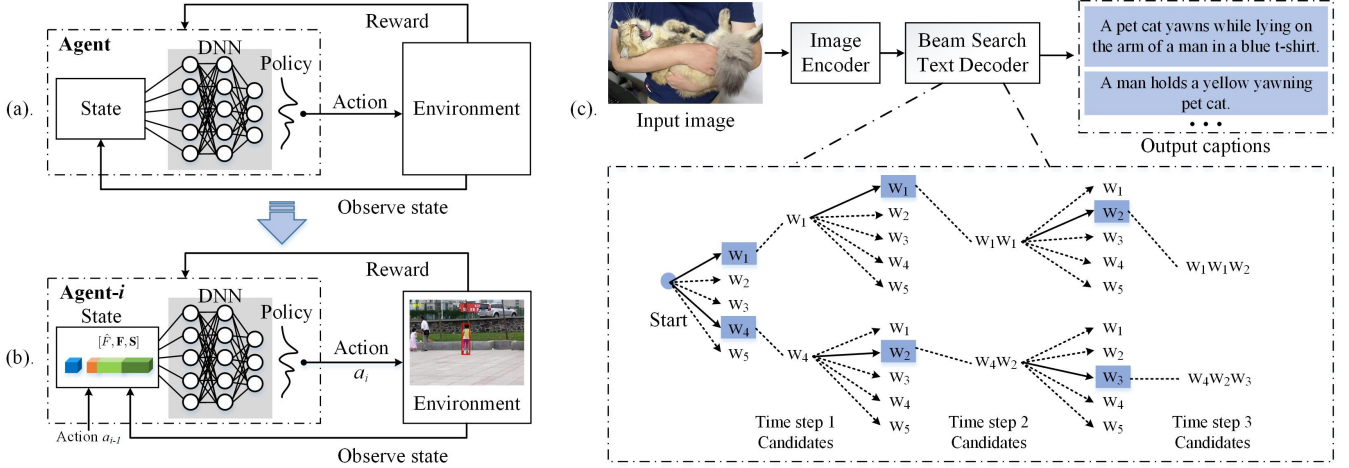 (a).
Reward
Agent
DNN
Policy
State
Action
Environment
Observe state
(b).
Reward
Agent-i
DNN
State
Policy
[F̂, F, S]
Action
a_i
Environment
Action a_{i-1}
Observe state
(c).
Input image
Image
Encoder
Beam Search
Text Decoder
A pet cat yawns while lying on
the arm of a man in a blue t-shirt.
A man holds a yellow yawning
pet cat.
• • •
Output captions
Start
W₁
W₂
W₃
W₄
W₅
W₁
W₁
W₂
W₃
W₄
W₅
W₁W₁
W₁
W₂
W₃
W₄
W₅
W₁W₁W₂
W₄
W₁
W₂
W₃
W₄
W₅
W₄W₂
W₁
W₂
W₃
W₄
W₅
W₄W₂W₃
Time step 1
Candidates
Time step 2
Candidates
Time step 3
Candidates